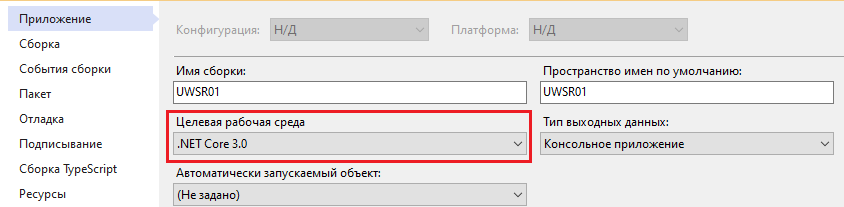 Приложение
Сборка
События сборки
Пакет
Отладка
Подписывание
Сборка TypeScript
Ресурсы
Конфигурация: Н/Д Платформа: Н/Д
Имя сборки: Пространство имен по умолчанию:
UWSR01 UWSR01
Целевая рабочая среда Тип выходных данных:
.NET Core 3.0 Консольное приложение
Автоматически запускаемый объект:
(Не задано)